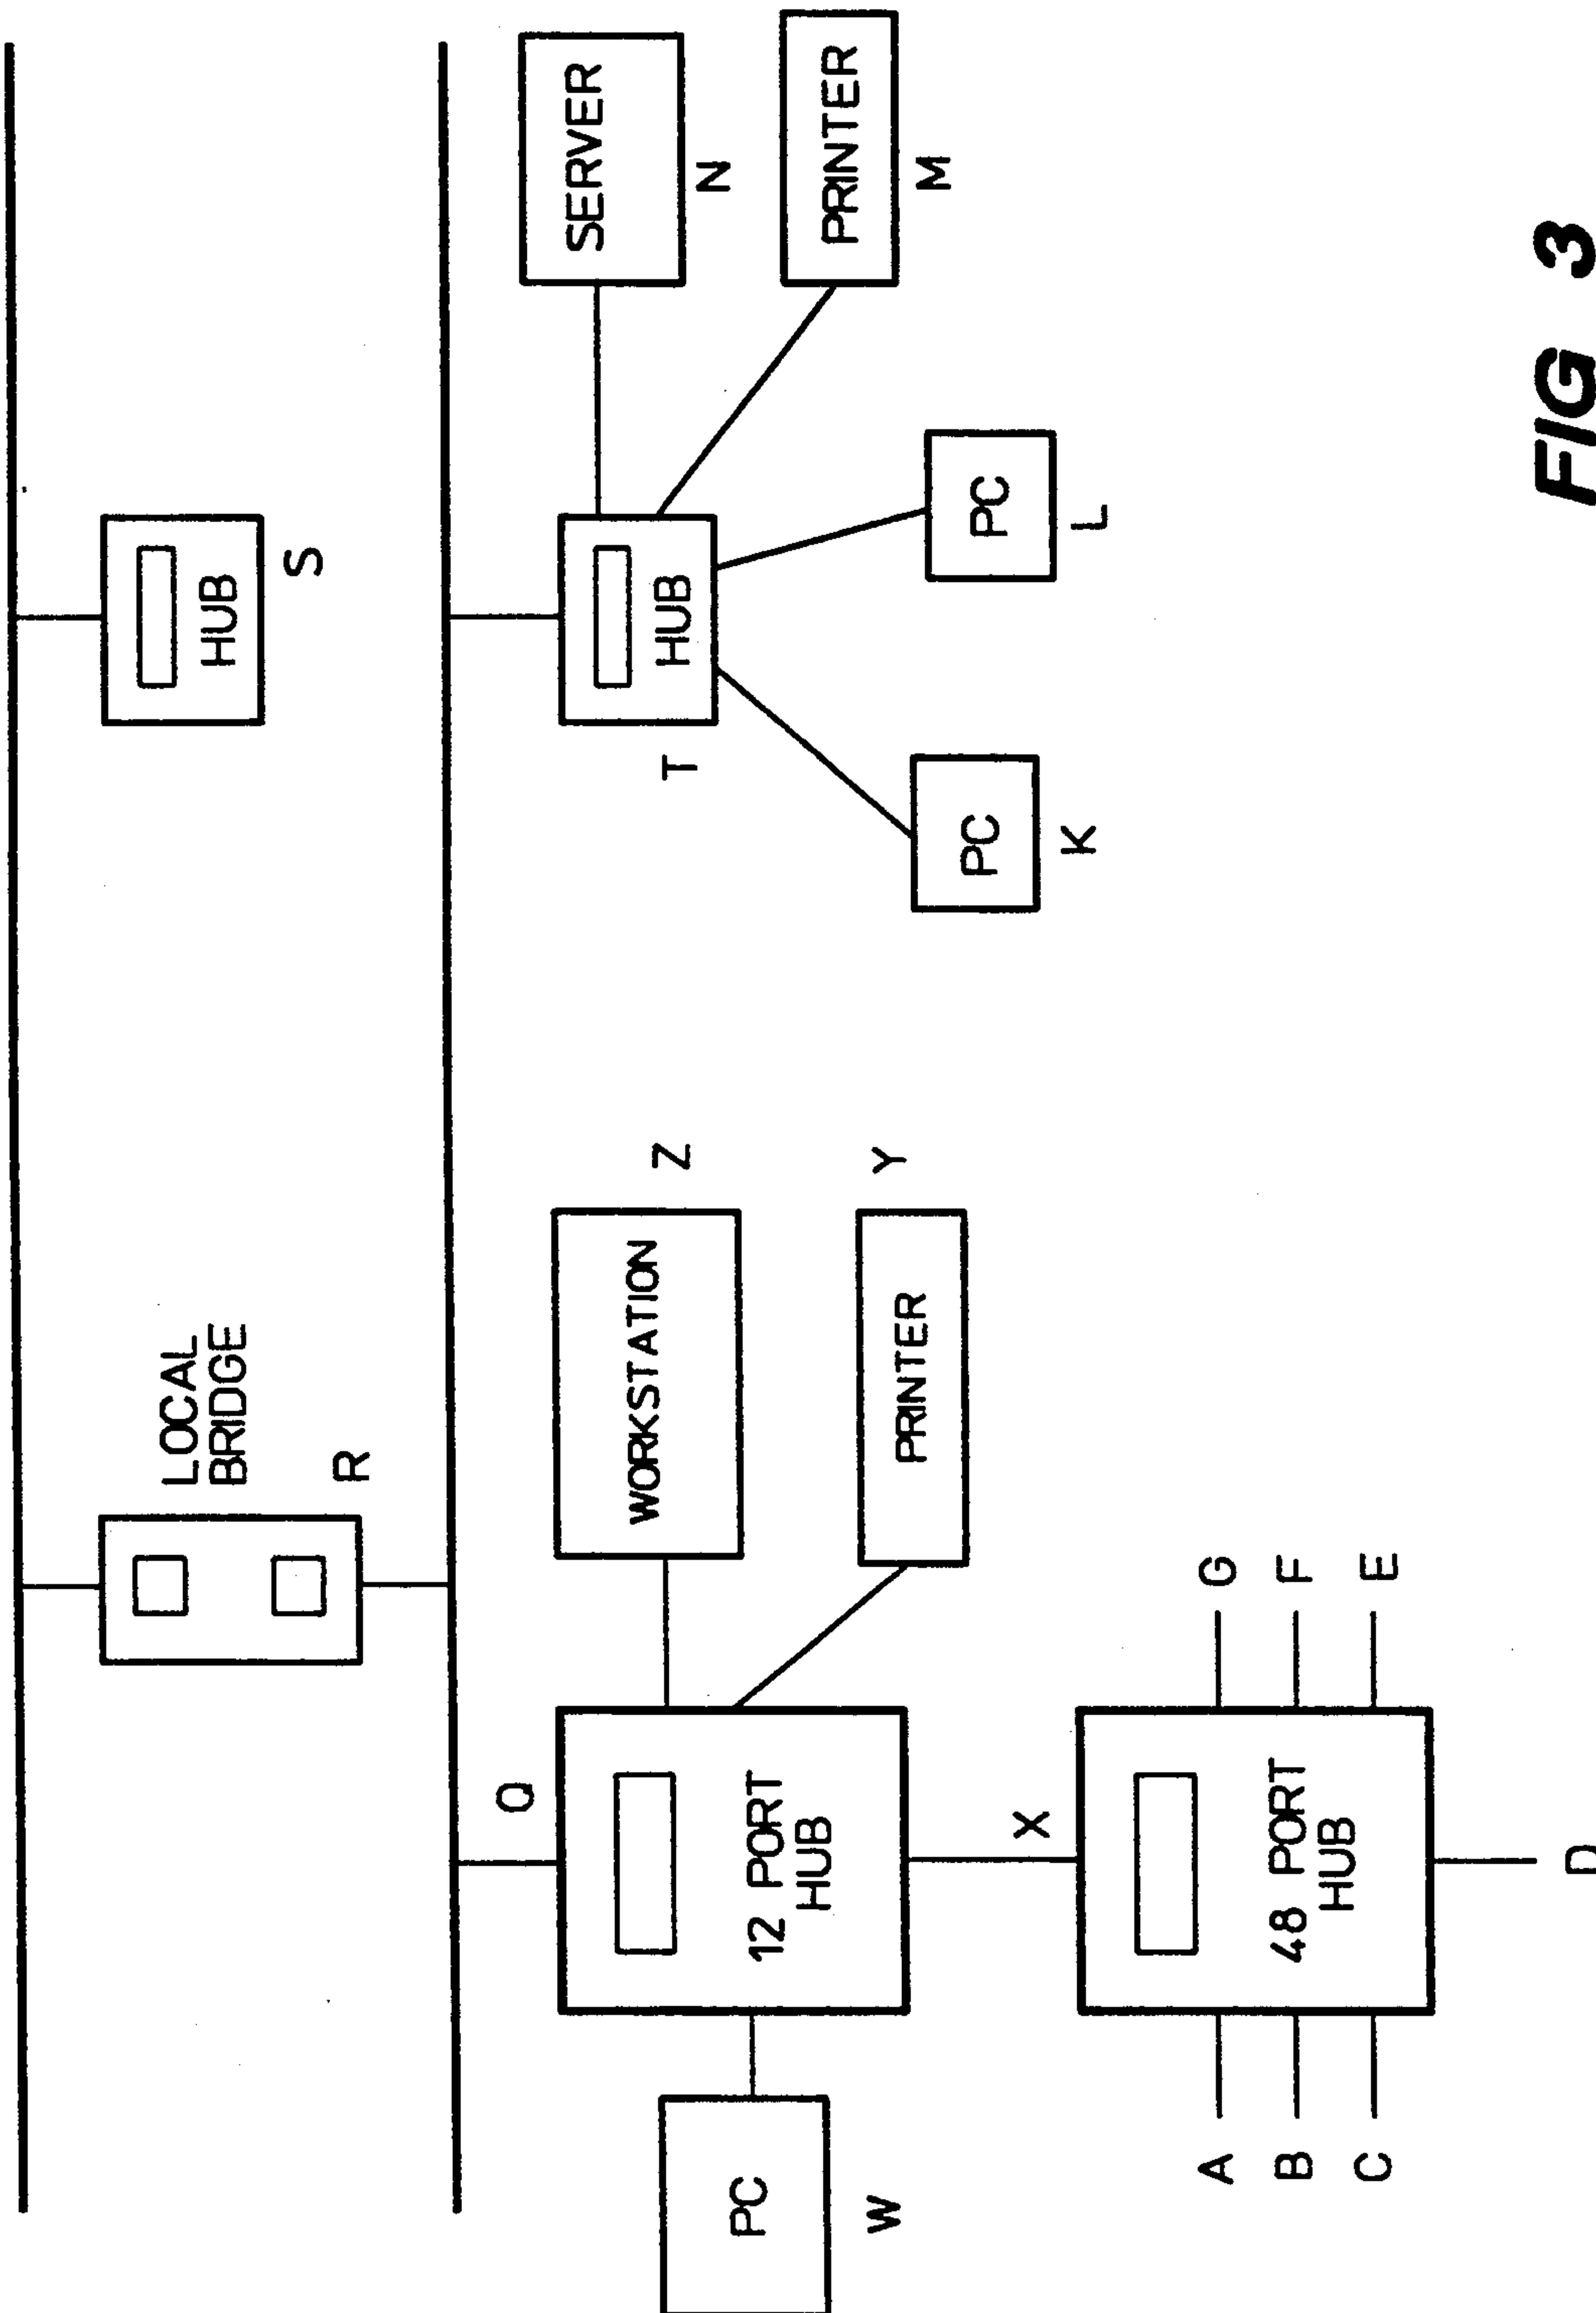 LOCAL
BRIDGE
R
HUB
S
Q
12 PORT
HUB
PC
W
WORKSTATION
Z
PRINTER
Y
X
48 PORT
HUB
A
B
C
D
E
F
G
HUB
T
SERVER
N
PRINTER
M
PC
L
PC
K
FIG 3